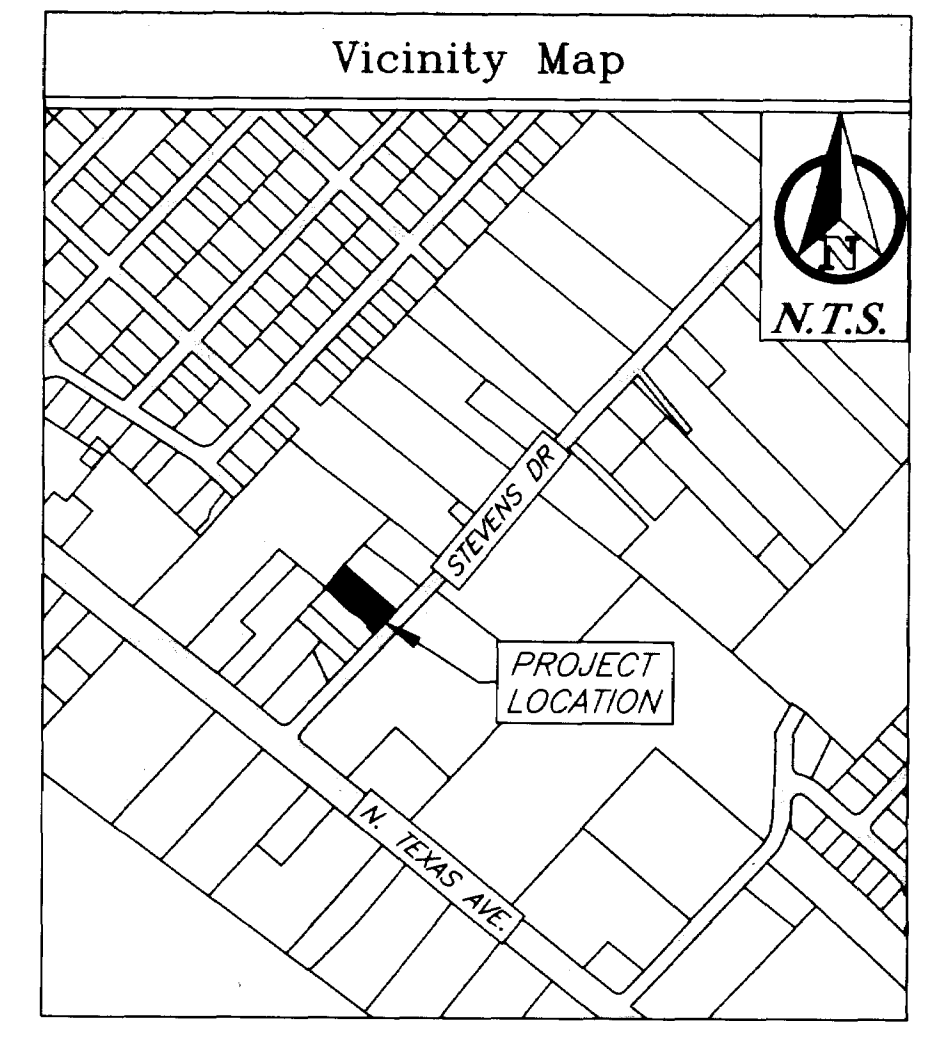 Vicinity Map
N
N.T.S.
STEVENS DR
PROJECT
LOCATION
N. TEXAS AVE.